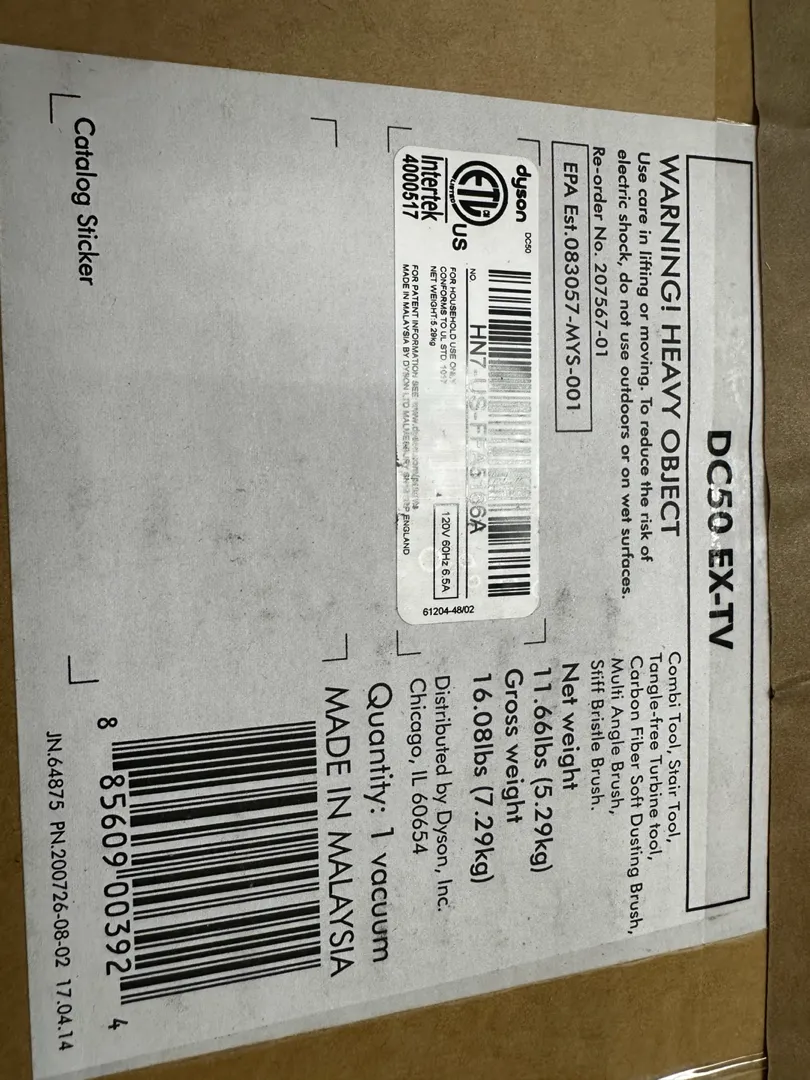 DC50 EX-TV
WARNING! HEAVY OBJECT
Use care in lifting or moving. To reduce the risk of
electric shock, do not use outdoors or on wet surfaces.
Re-order No. 207567-01
EPA Est.083057-MYS-001
Combi Tool, Stair Tool,
Tangle-free Turbine tool,
Carbon Fiber Soft Dusting Brush,
Multi Angle Brush,
Stiff Bristle Brush.
dyson DC50
ETL
LISTED
US
Intertek
4000517
NO.
FOR HOUSEHOLD USE ONLY
CONFORMS TO UL STD 1017
NET WEIGHT:5.29kg
120V 60Hz 6.5A
FOR PATENT INFORMATION SEE
MADE IN MALAYSIA BY DYSON LTD MALMESBURY ENGLAND
61204-48/02
Net weight
11.66lbs (5.29kg)
Gross weight
16.08lbs (7.29kg)
Distributed by Dyson, Inc.
Chicago, IL 60654
Quantity: 1 vacuum
MADE IN MALAYSIA
8 85609 00392 4
Catalog Sticker
JN.64875 PN.200726-08-02 17.04.14